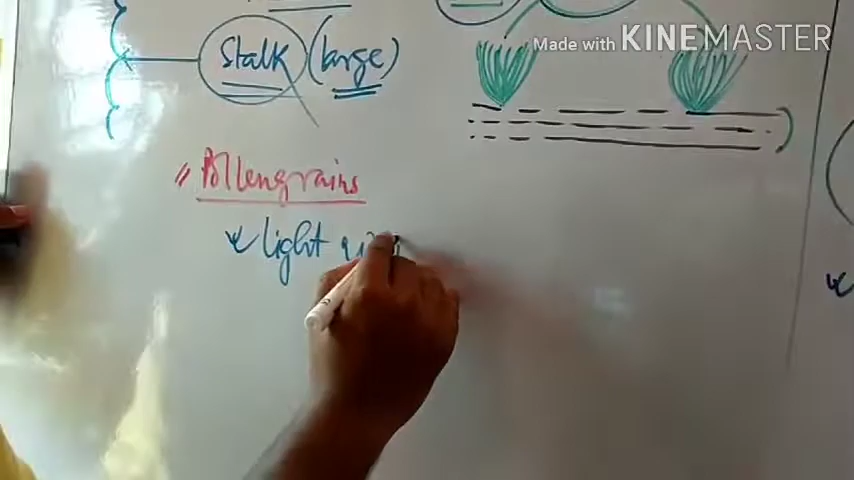 Stalk (large)
Made with KINEMASTER
" Pollengrains
light